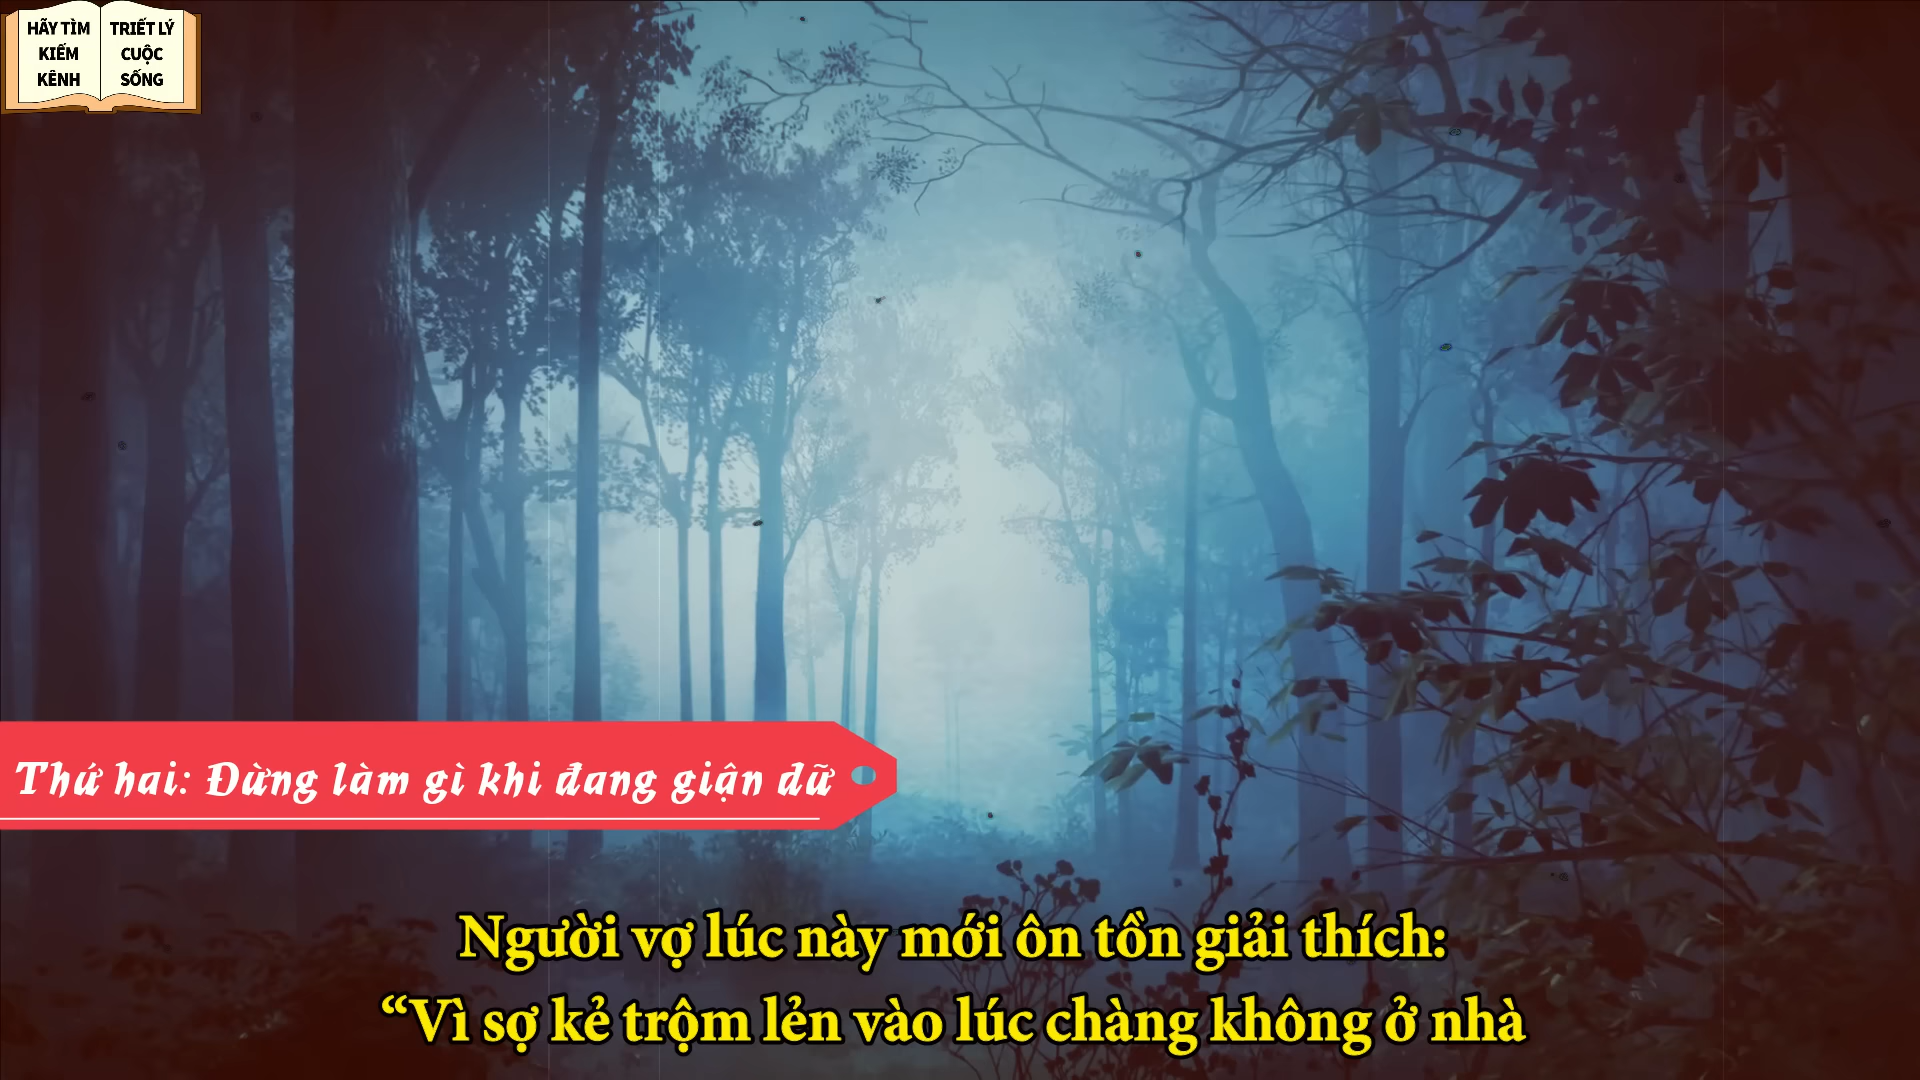 HÃY TÌM
KIẾM
KÊNH
TRIẾT LÝ
CUỘC
SỐNG
Thứ hai: Đừng làm gì khi đang giận dữ
Người vợ lúc này mới ôn tồn giải thích:
“Vì sợ kẻ trộm lẻn vào lúc chàng không ở nhà